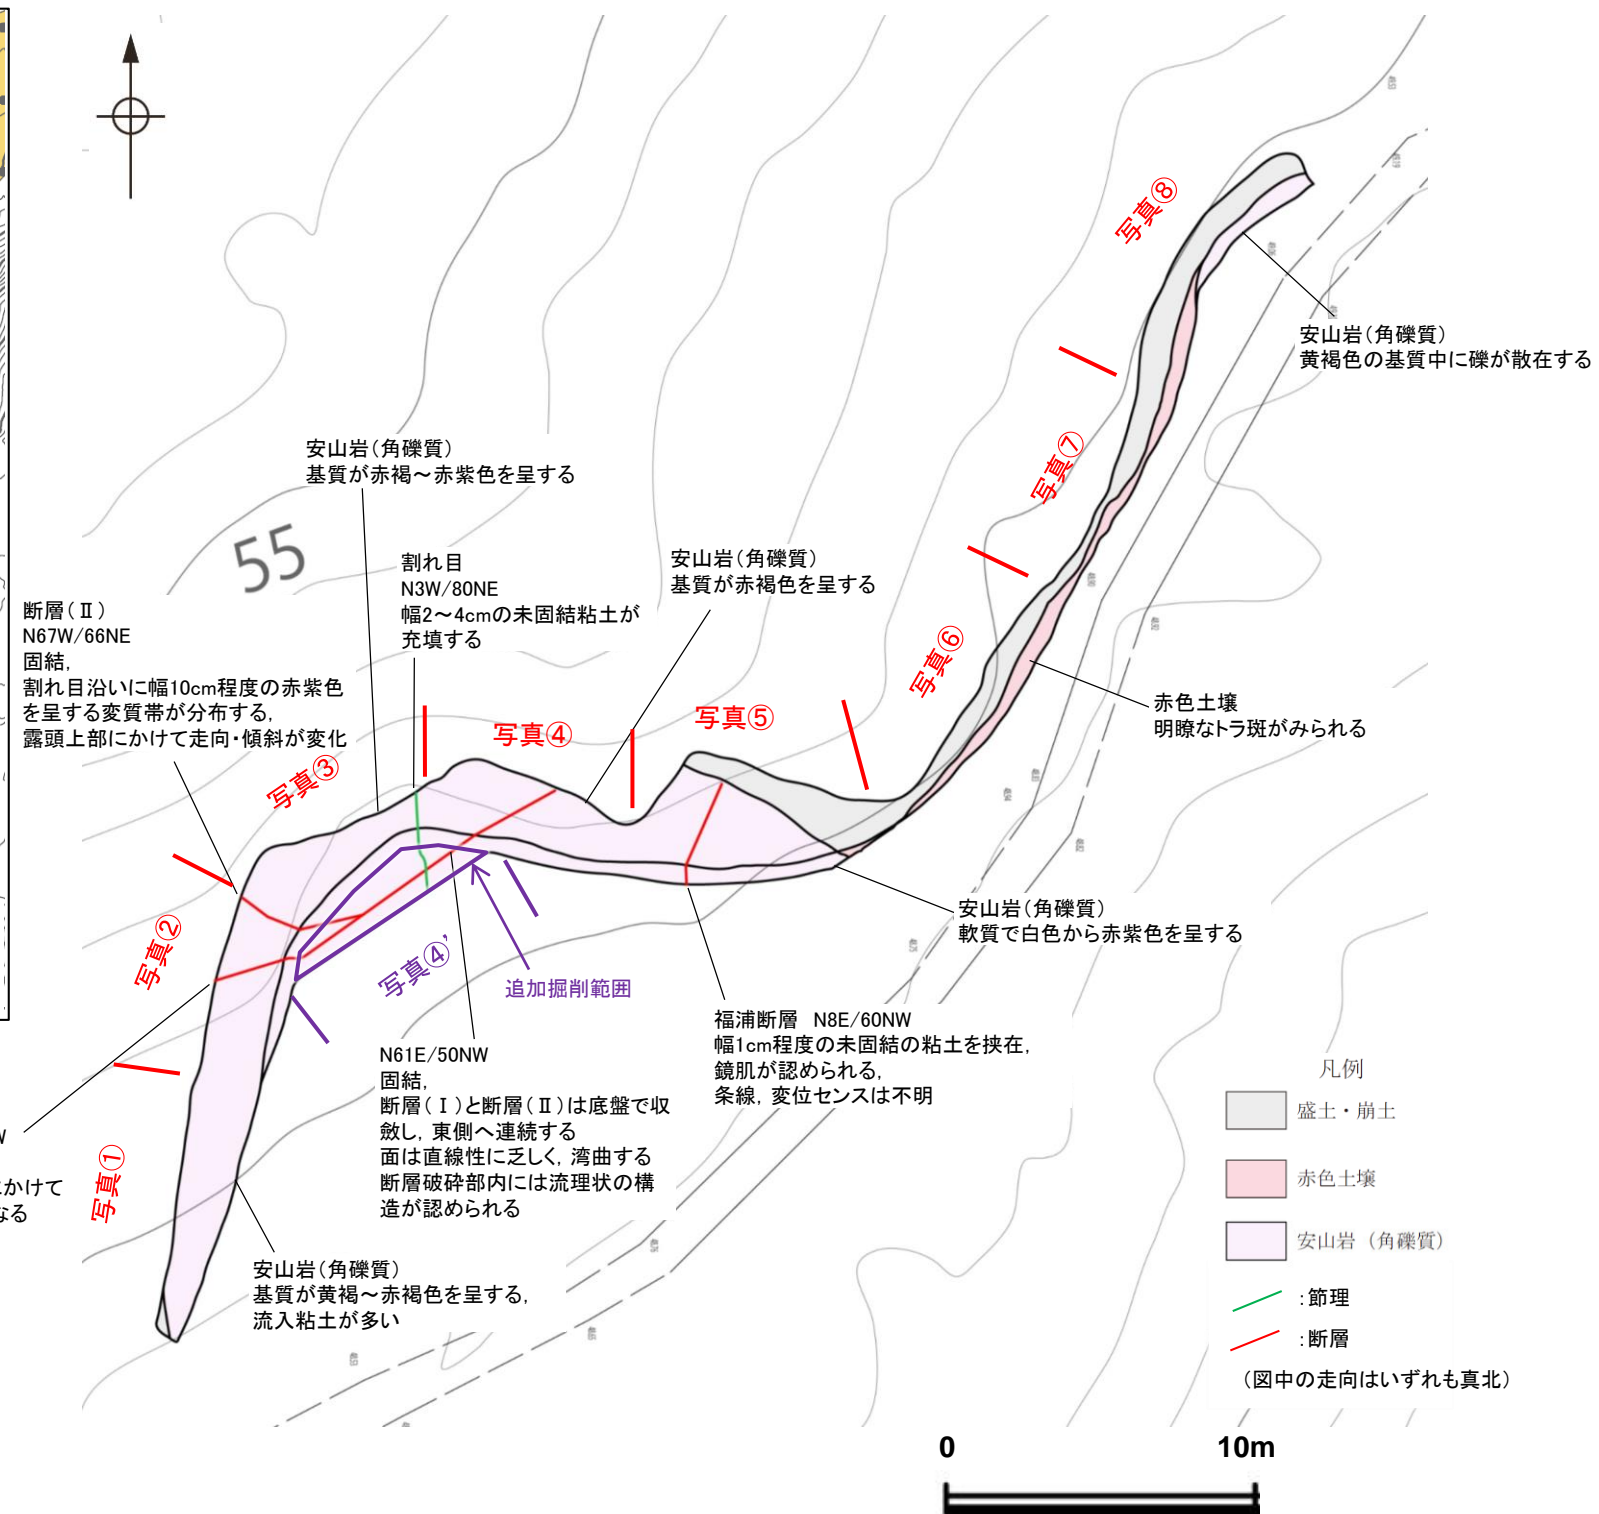 写真⑧
安山岩（角礫質）
黄褐色の基質中に礫が散在する
写真⑦
安山岩（角礫質）
基質が赤褐～赤紫色を呈する
55
割れ目
N3W/80NE
幅2～4cmの未固結粘土が
充填する
安山岩（角礫質）
基質が赤褐色を呈する
断層（Ⅱ）
N67W/66NE
固結，
割れ目沿いに幅10cm程度の赤紫色
を呈する変質帯が分布する，
露頭上部にかけて走向・傾斜が変化
写真⑥
赤色土壌
明瞭なトラ斑がみられる
写真⑤
写真④
写真③
写真②
写真④’
追加掘削範囲
安山岩（角礫質）
軟質で白色から赤紫色を呈する
福浦断層　N8E/60NW
幅1cm程度の未固結の粘土を挟在，
鏡肌が認められる，
条線，変位センスは不明
N61E/50NW
固結，
断層（Ⅰ）と断層（Ⅱ）は底盤で収
斂し，東側へ連続する
面は直線性に乏しく，湾曲する
断層破砕部内には流理状の構
造が認められる
かけて
なる
写真①
安山岩（角礫質）
基質が黄褐～赤褐色を呈する，
流入粘土が多い
凡例
盛土・崩土
赤色土壌
安山岩（角礫質）
：節理
：断層
（図中の走向はいずれも真北）
0 10m